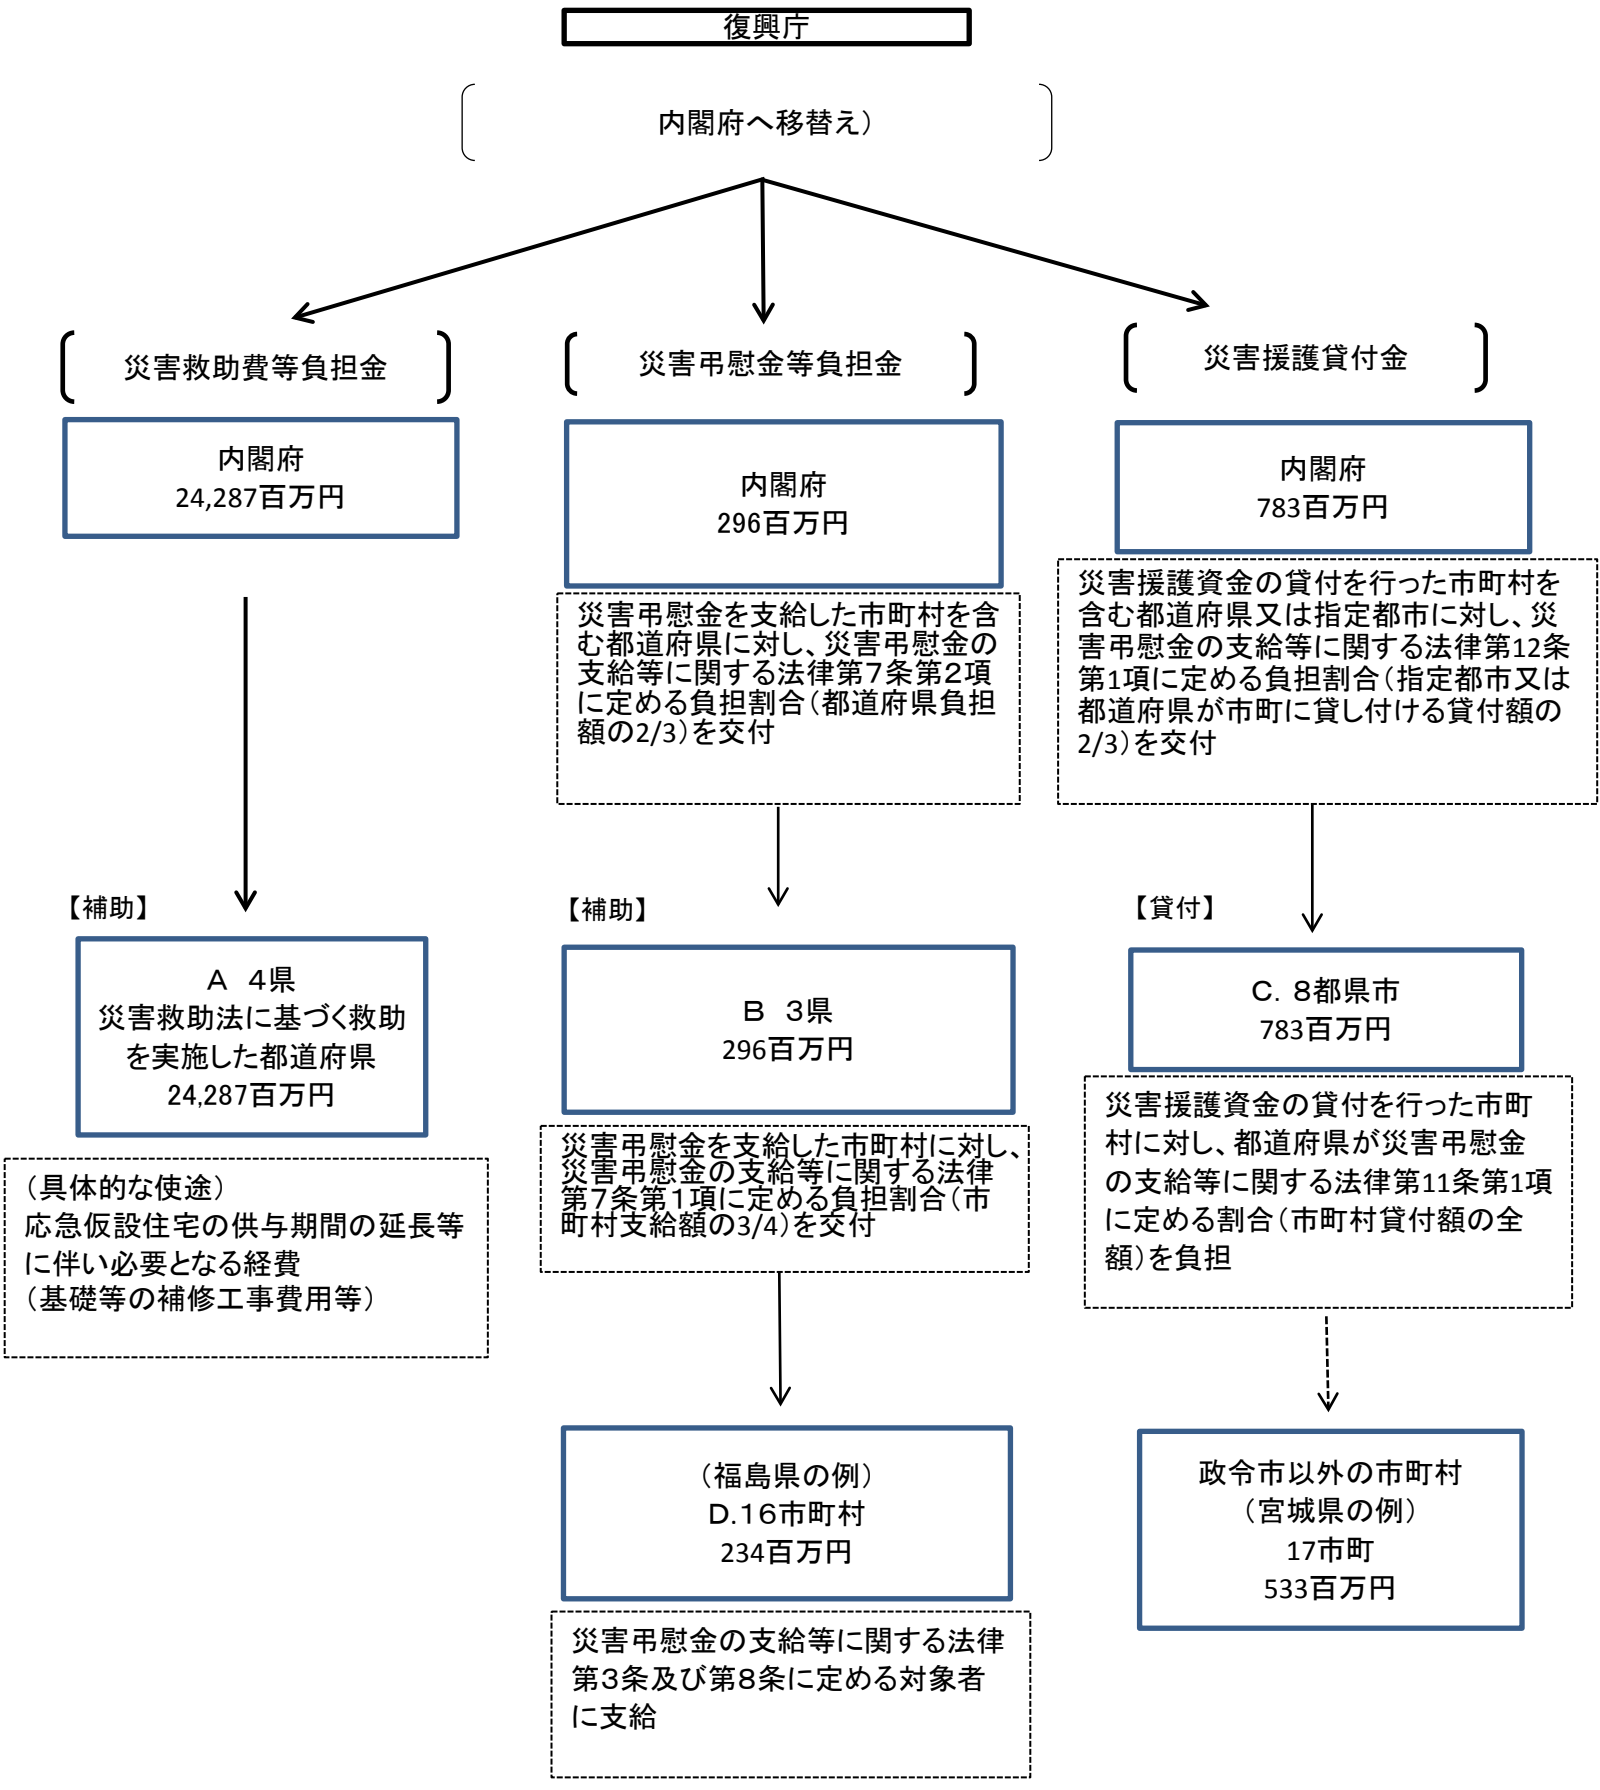 復興庁
内閣府へ移替え）
災害救助費等負担金
内閣府
24,287百万円
【補助】
Ａ　４県
災害救助法に基づく救助
を実施した都道府県
24,287百万円
（具体的な使途）
応急仮設住宅の供与期間の延長等
に伴い必要となる経費
（基礎等の補修工事費用等）
災害弔慰金等負担金
内閣府
296百万円
災害弔慰金を支給した市町村を含
む都道府県に対し、災害弔慰金の
支給等に関する法律第７条第２項
に定める負担割合（都道府県負担
額の2/3）を交付
【補助】
Ｂ　３県
296百万円
災害弔慰金を支給した市町村に対し、
災害弔慰金の支給等に関する法律
第７条第１項に定める負担割合（市
町村支給額の3/4）を交付
（福島県の例）
Ｄ.１６市町村
234百万円
災害弔慰金の支給等に関する法律
第３条及び第８条に定める対象者
に支給
災害援護貸付金
内閣府
783百万円
災害援護資金の貸付を行った市町村を
含む都道府県又は指定都市に対し、災
害弔慰金の支給等に関する法律第12条
第1項に定める負担割合（指定都市又は
都道府県が市町に貸し付ける貸付額の
2/3）を交付
【貸付】
Ｃ．８都県市
783百万円
災害援護資金の貸付を行った市町
村に対し、都道府県が災害弔慰金
の支給等に関する法律第11条第1項
に定める割合（市町村貸付額の全
額）を負担
政令市以外の市町村
（宮城県の例）
17市町
533百万円